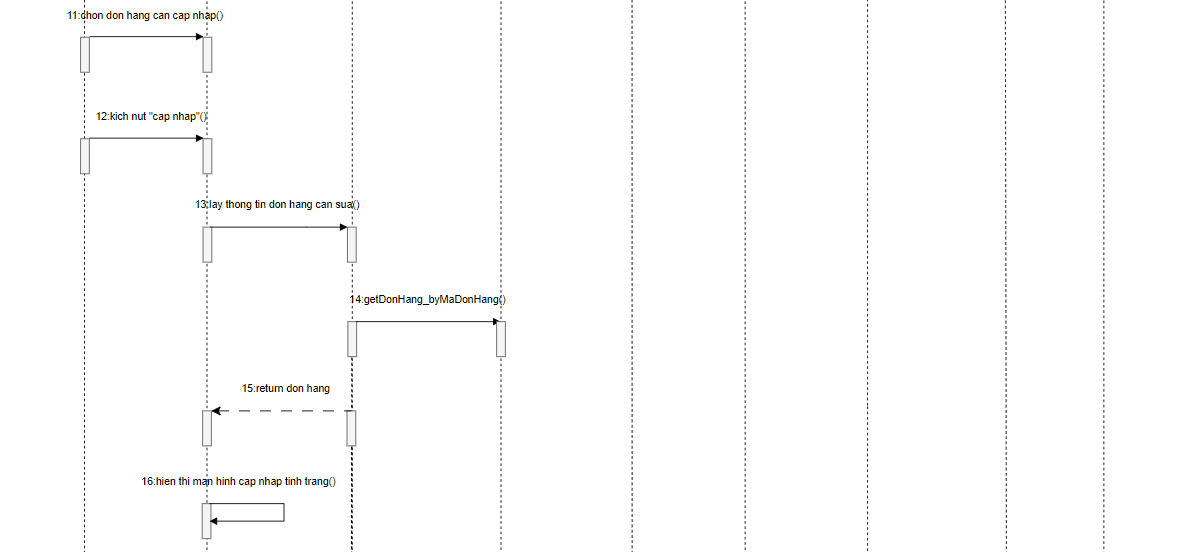 11:chon don hang can cap nhap()
12:kich nut "cap nhap"()
13:lay thong tin don hang can sua()
14:getDonHang_byMaDonHang()
15:return don hang
16:hien thi man hinh cap nhap tinh trang()